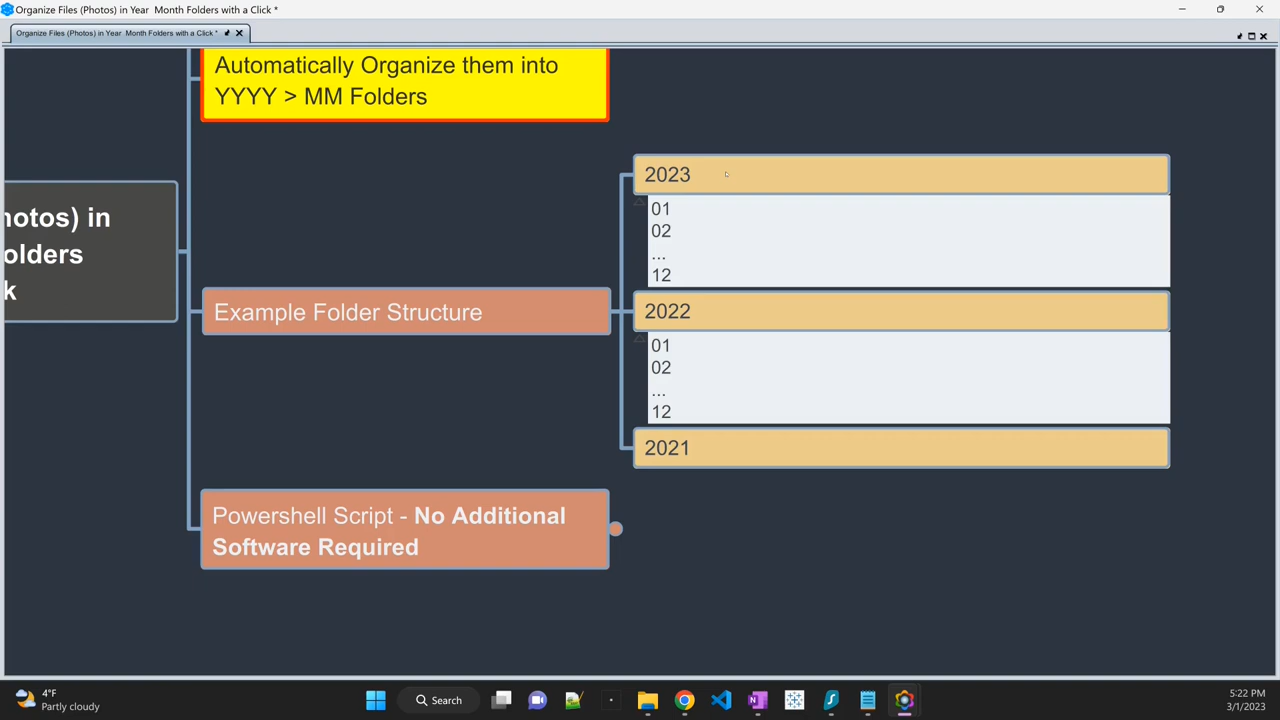 Organize Files (Photos) in Year  Month Folders with a Click *
Organize Files (Photos) in Year  Month Folders with a Click *
Automatically Organize them into
YYYY > MM Folders
2023
01
02
...
12
hotos) in
olders
k
Example Folder Structure
2022
01
02
...
12
2021
Powershell Script - No Additional
Software Required
4°F
Partly cloudy
Search
5:22 PM
3/1/2023